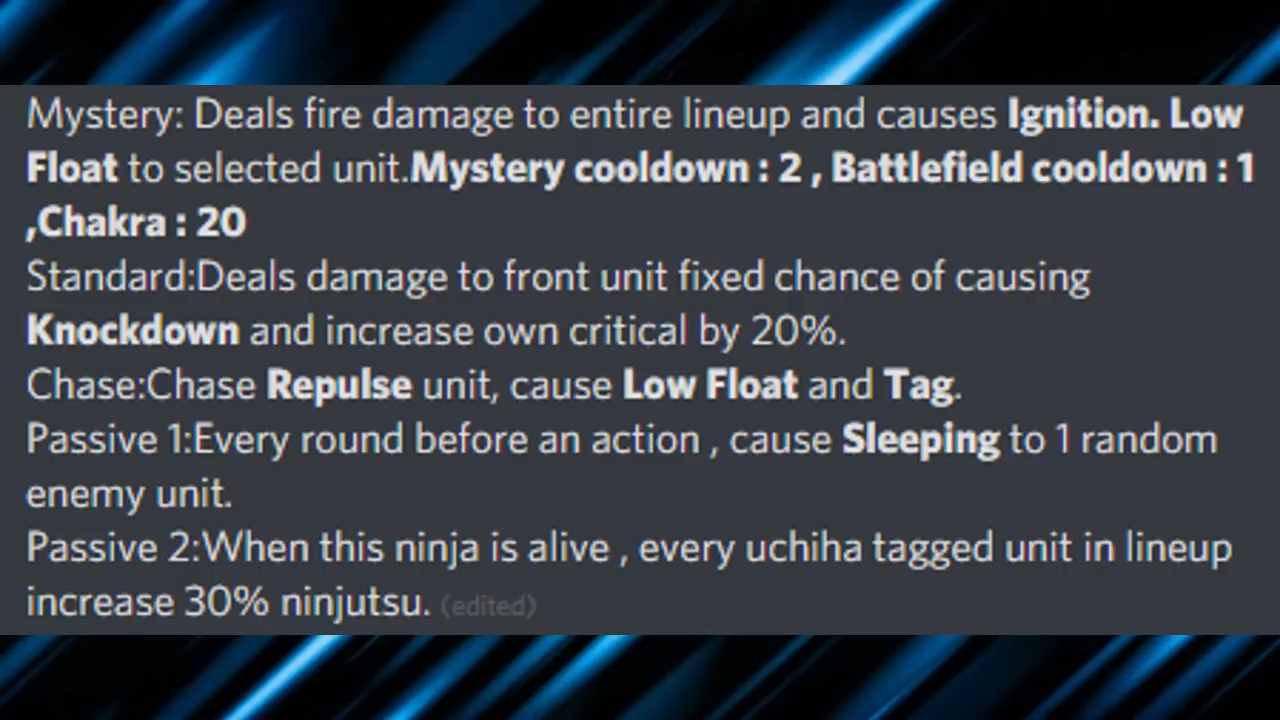 Mystery: Deals fire damage to entire lineup and causes Ignition. Low
Float to selected unit.Mystery cooldown : 2 , Battlefield cooldown : 1
,Chakra : 20
Standard:Deals damage to front unit fixed chance of causing
Knockdown and increase own critical by 20%.
Chase:Chase Repulse unit, cause Low Float and Tag.
Passive 1:Every round before an action , cause Sleeping to 1 random
enemy unit.
Passive 2:When this ninja is alive , every uchiha tagged unit in lineup
increase 30% ninjutsu. (edited)